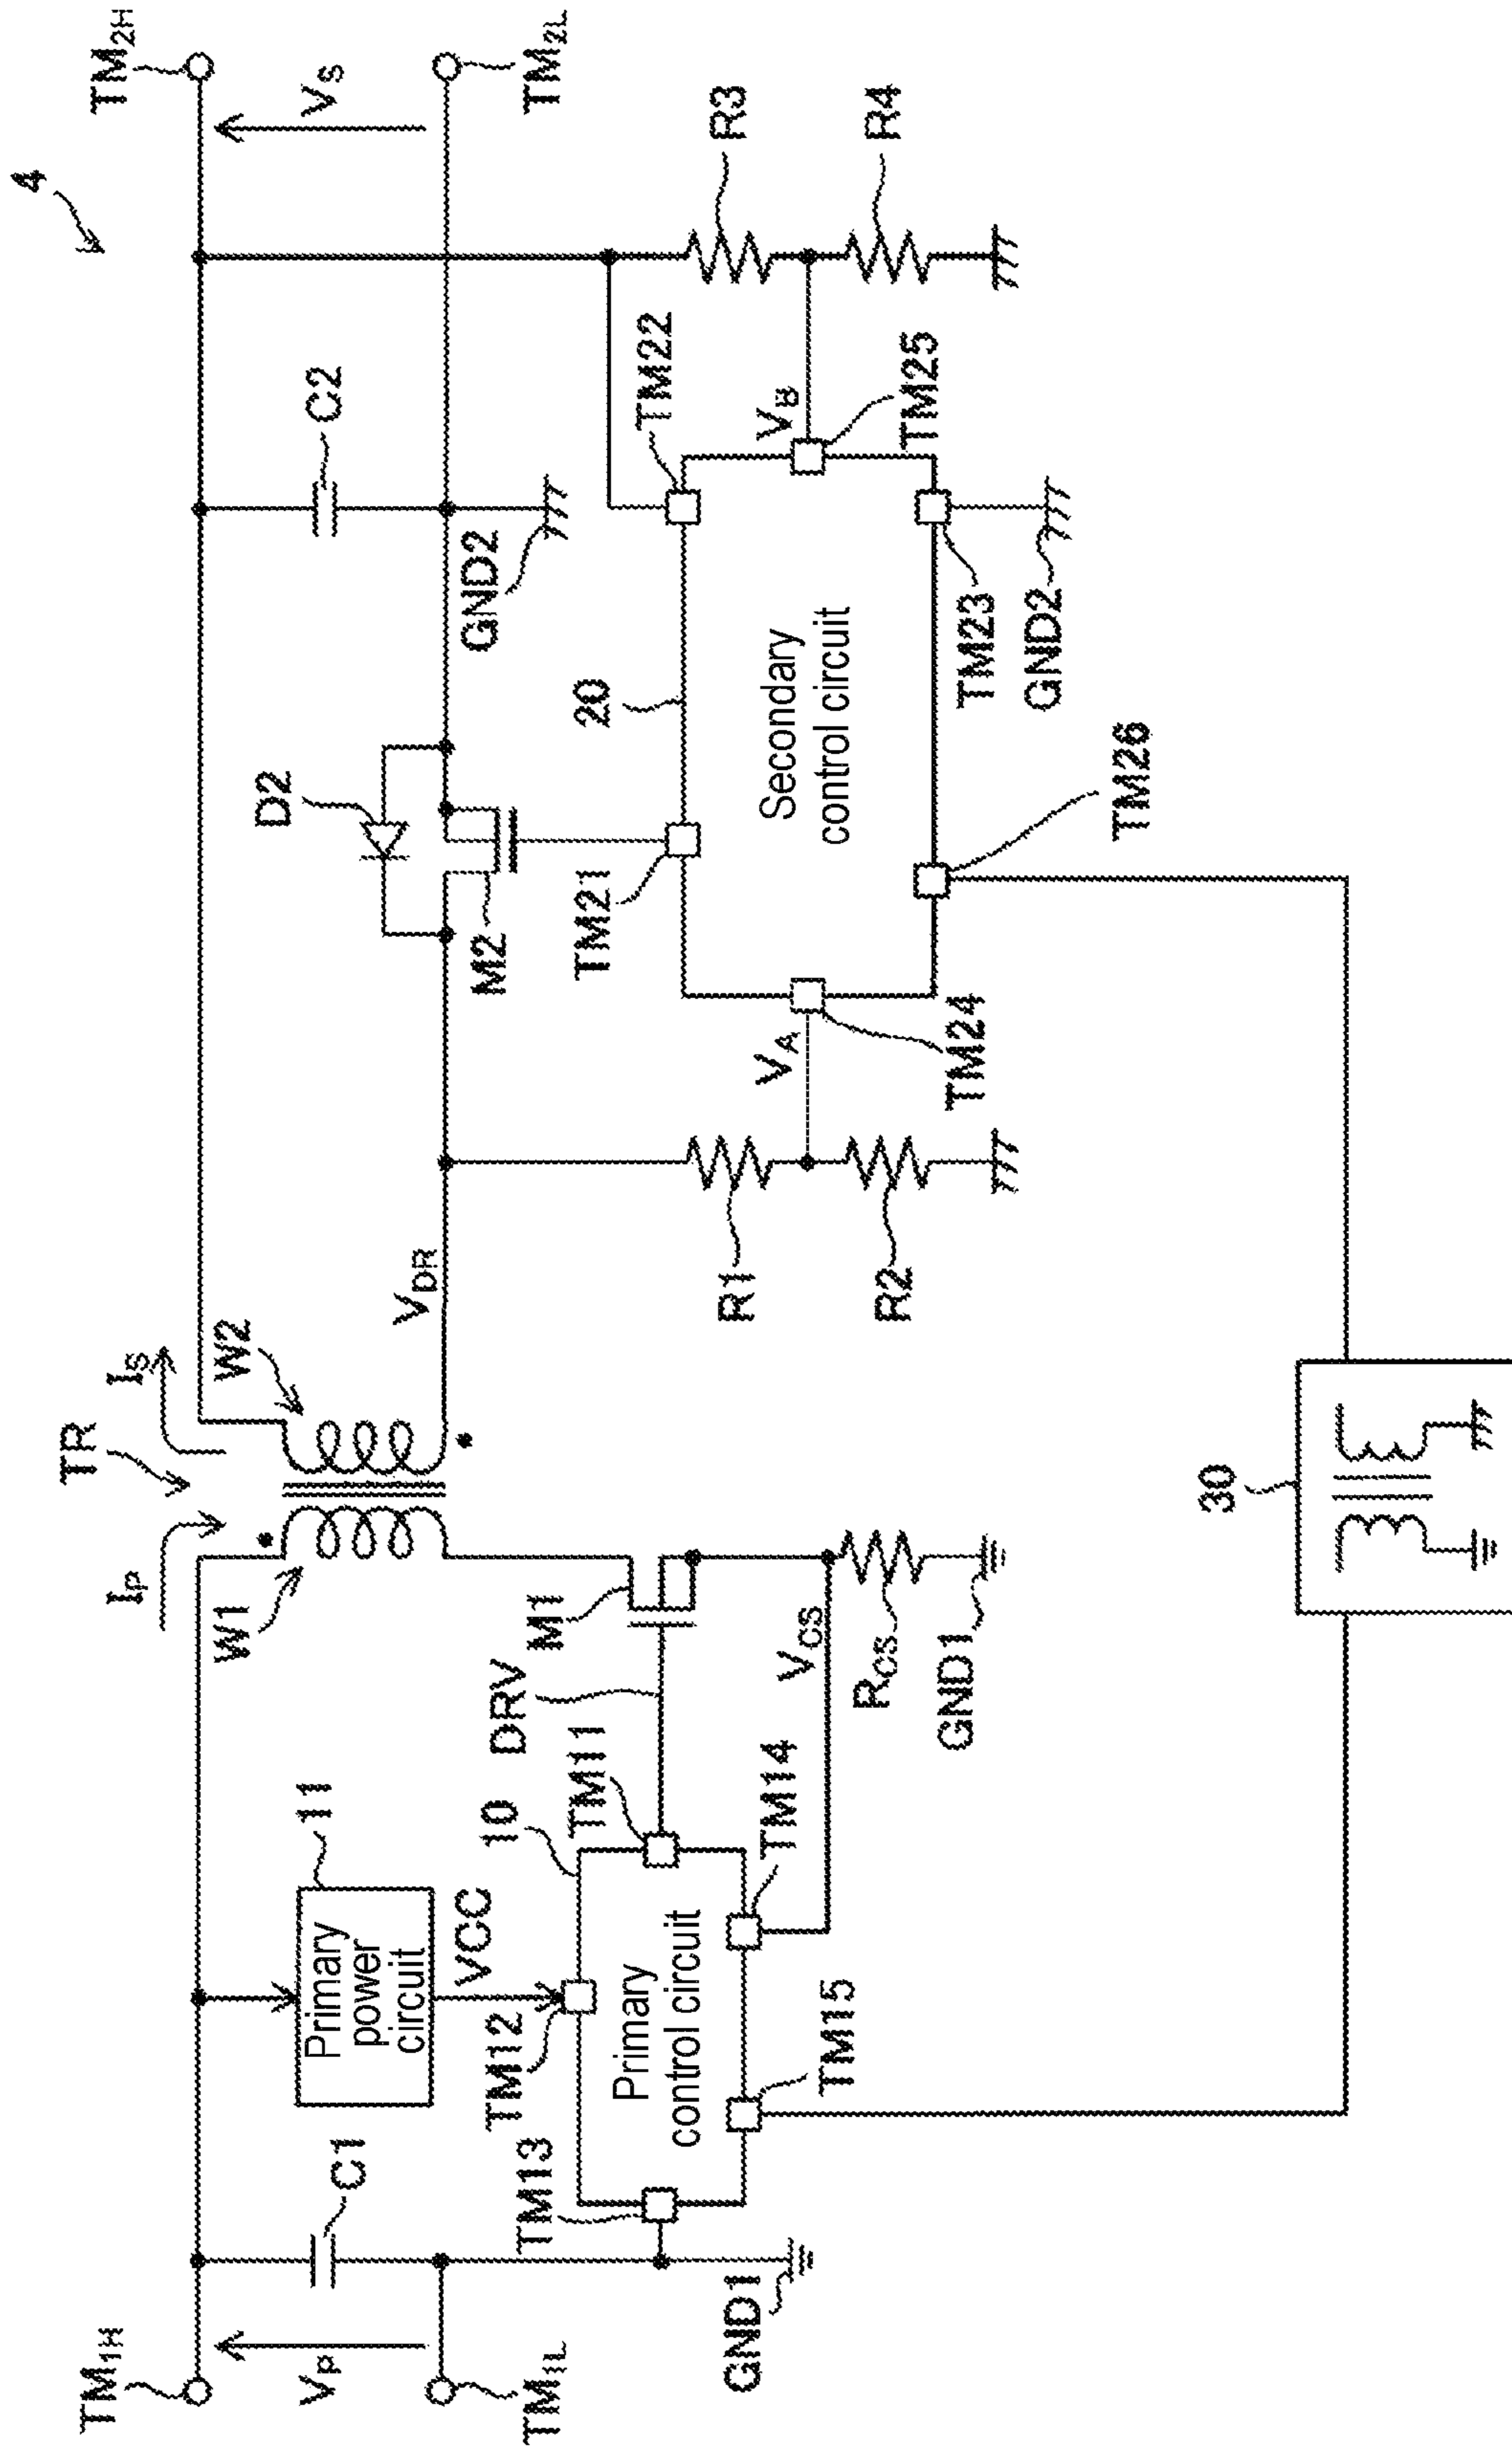 4
TM1H
VP
TM1L
C1
GND1
11
Primary
power
circuit
VCC
TM12
TM13
10
Primary
control circuit
TM11
TM14
TM15
DRV
M1
VCS
RCS
GND1
IP
TR
IS
W1
W2
VDR
R1
R2
VA
TM24
D2
M2
TM21
20
Secondary
control circuit
TM22
VB
TM25
TM23
GND2
TM26
GND2
C2
R3
R4
TM2H
VS
TM2L
30